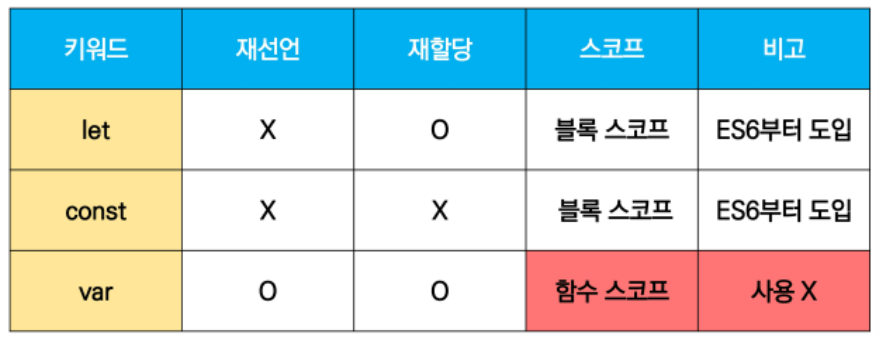 키워드 재선언 재할당 스코프 비고
let X O 블록 스코프 ES6부터 도입
const X X 블록 스코프 ES6부터 도입
var O O 함수 스코프 사용 X